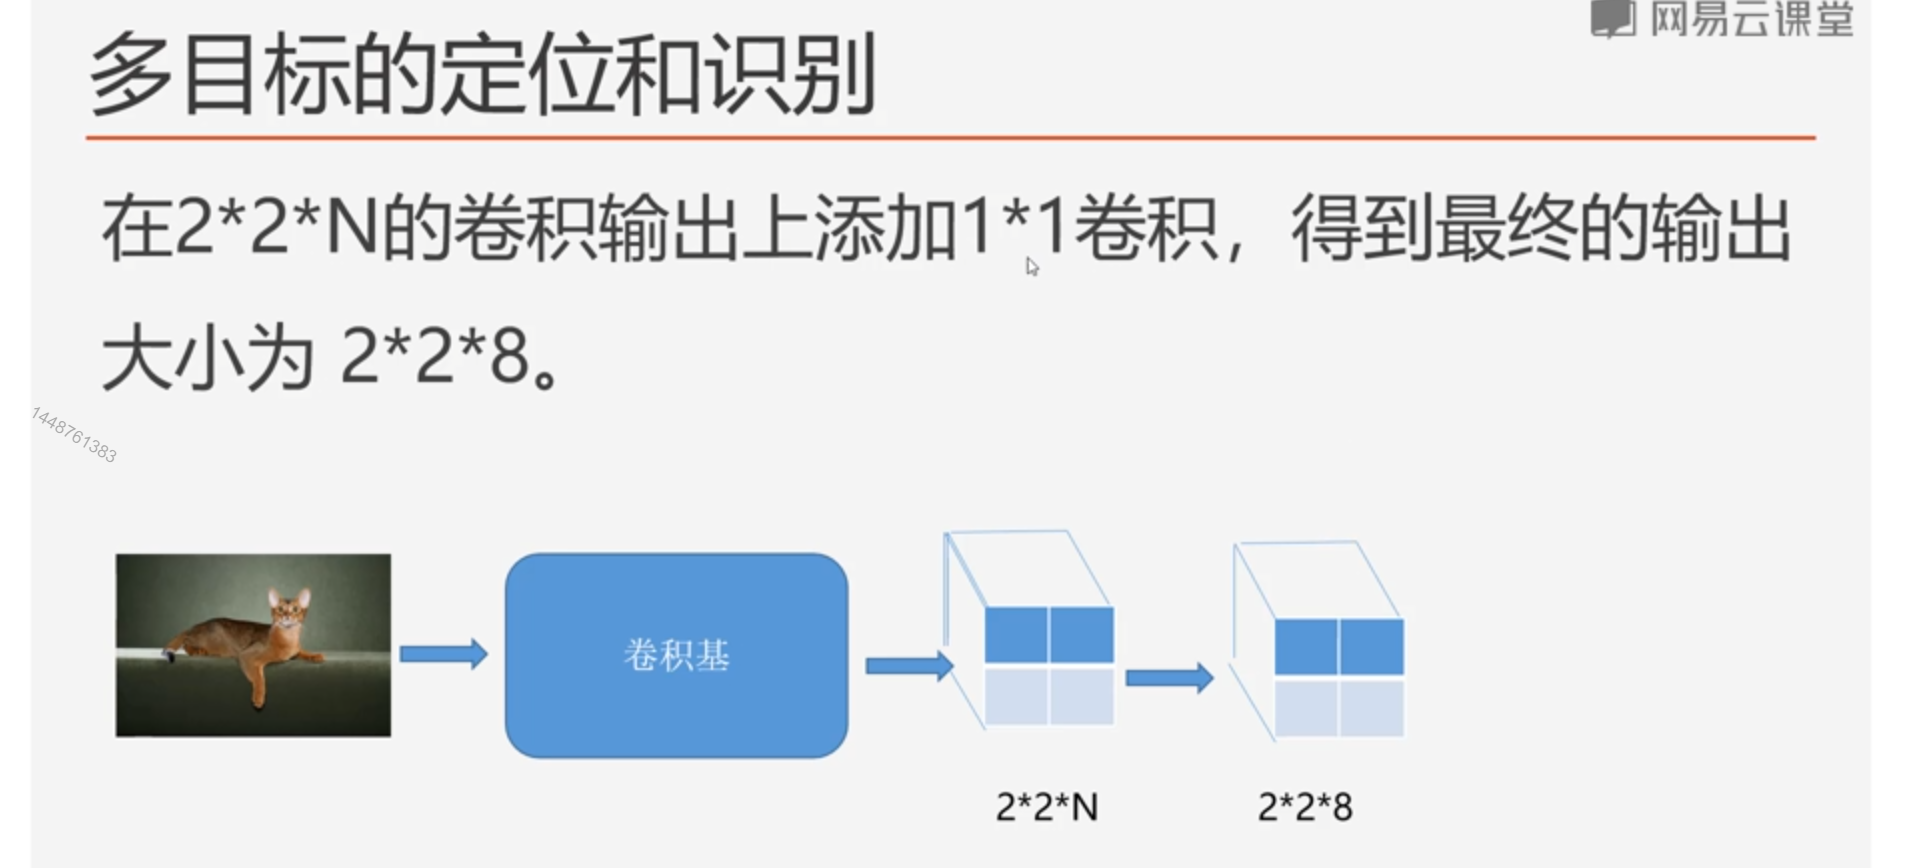 网易云课堂
多目标的定位和识别
在2*2*N的卷积输出上添加1*1卷积，得到最终的输出
大小为 2*2*8。
1448761383
卷积基
2*2*N
2*2*8